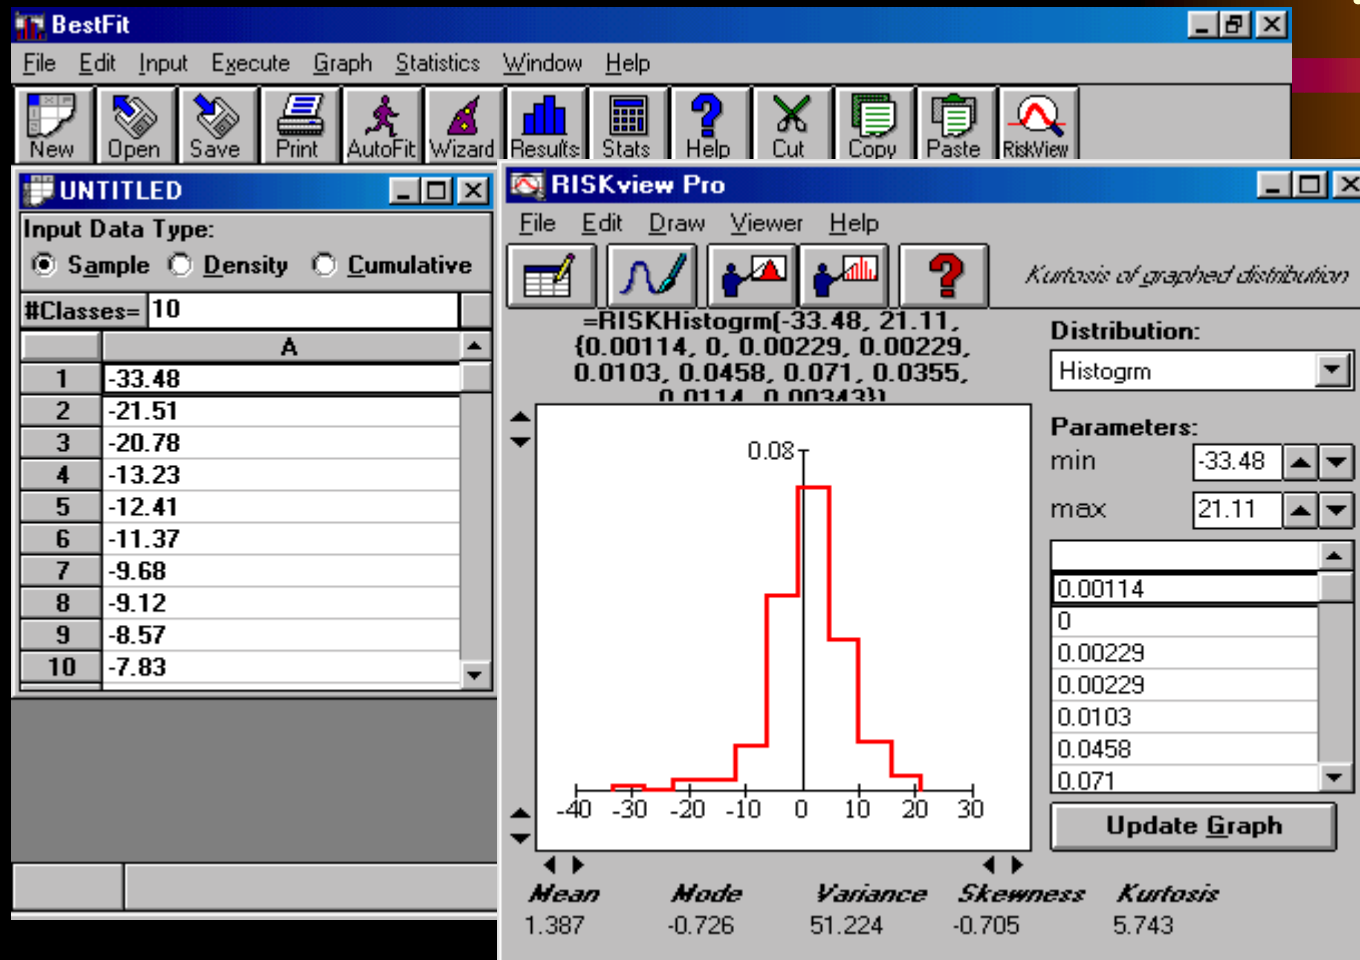 BestFit
File Edit Input Execute Graph Statistics Window Help
New Open Save Print AutoFit Wizard Results Stats Help Cut Copy Paste RiskView
UNTITLED
Input Data Type:
Sample Density Cumulative
#Classes= 10
A
1 -33.48
2 -21.51
3 -20.78
4 -13.23
5 -12.41
6 -11.37
7 -9.68
8 -9.12
9 -8.57
10 -7.83
RISKview Pro
File Edit Draw Viewer Help
Kurtosis of graphed distribution
=RISKHistogrm(-33.48, 21.11,
{0.00114, 0, 0.00229, 0.00229,
0.0103, 0.0458, 0.071, 0.0355,
0.0114, 0.00343})
0.08
-40 -30 -20 -10 0 10 20 30
Distribution:
Histogrm
Parameters:
min -33.48
max 21.11
0.00114
0
0.00229
0.00229
0.0103
0.0458
0.071
Update Graph
Mean Mode Variance Skewness Kurtosis
1.387 -0.726 51.224 -0.705 5.743